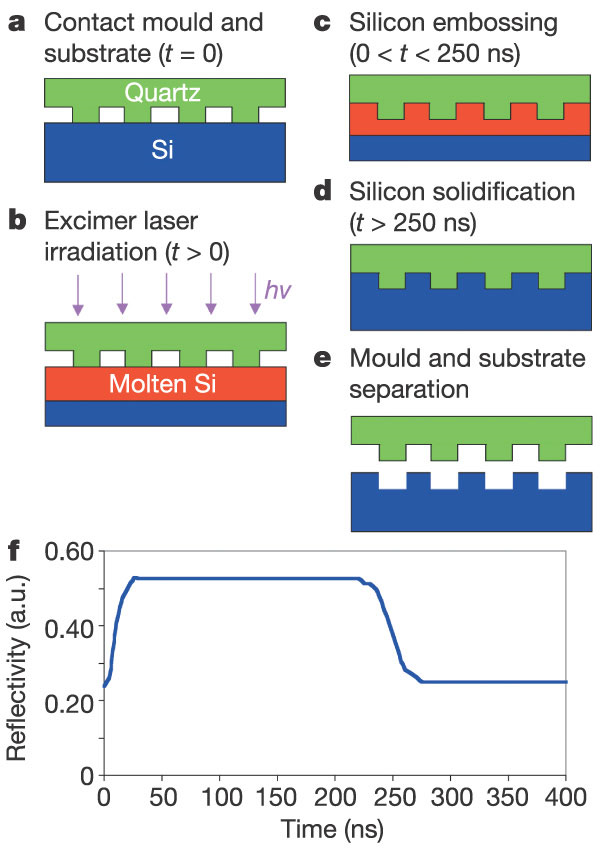 a Contact mould and
substrate (t = 0)
Quartz
Si
b Excimer laser
irradiation (t > 0)
hν
Molten Si
c Silicon embossing
(0 < t < 250 ns)
d Silicon solidification
(t > 250 ns)
e Mould and substrate
separation
f
Reflectivity (a.u.)
0.60
0.40
0.20
0
0 50 100 150 200 250 300 350 400
Time (ns)